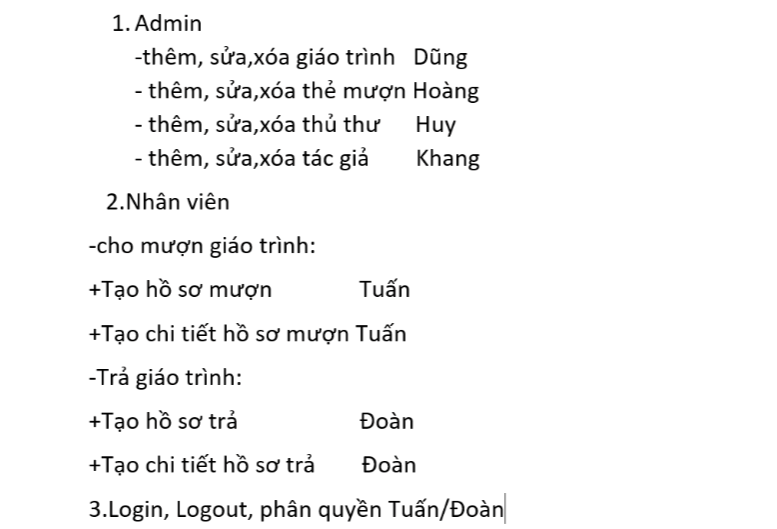 1. Admin
-thêm, sửa,xóa giáo trình Dũng
- thêm, sửa,xóa thẻ mượn Hoàng
- thêm, sửa,xóa thủ thư Huy
- thêm, sửa,xóa tác giả Khang
2.Nhân viên
-cho mượn giáo trình:
+Tạo hồ sơ mượn Tuấn
+Tạo chi tiết hồ sơ mượn Tuấn
-Trả giáo trình:
+Tạo hồ sơ trả Đoàn
+Tạo chi tiết hồ sơ trả Đoàn
3.Login, Logout, phân quyền Tuấn/Đoàn